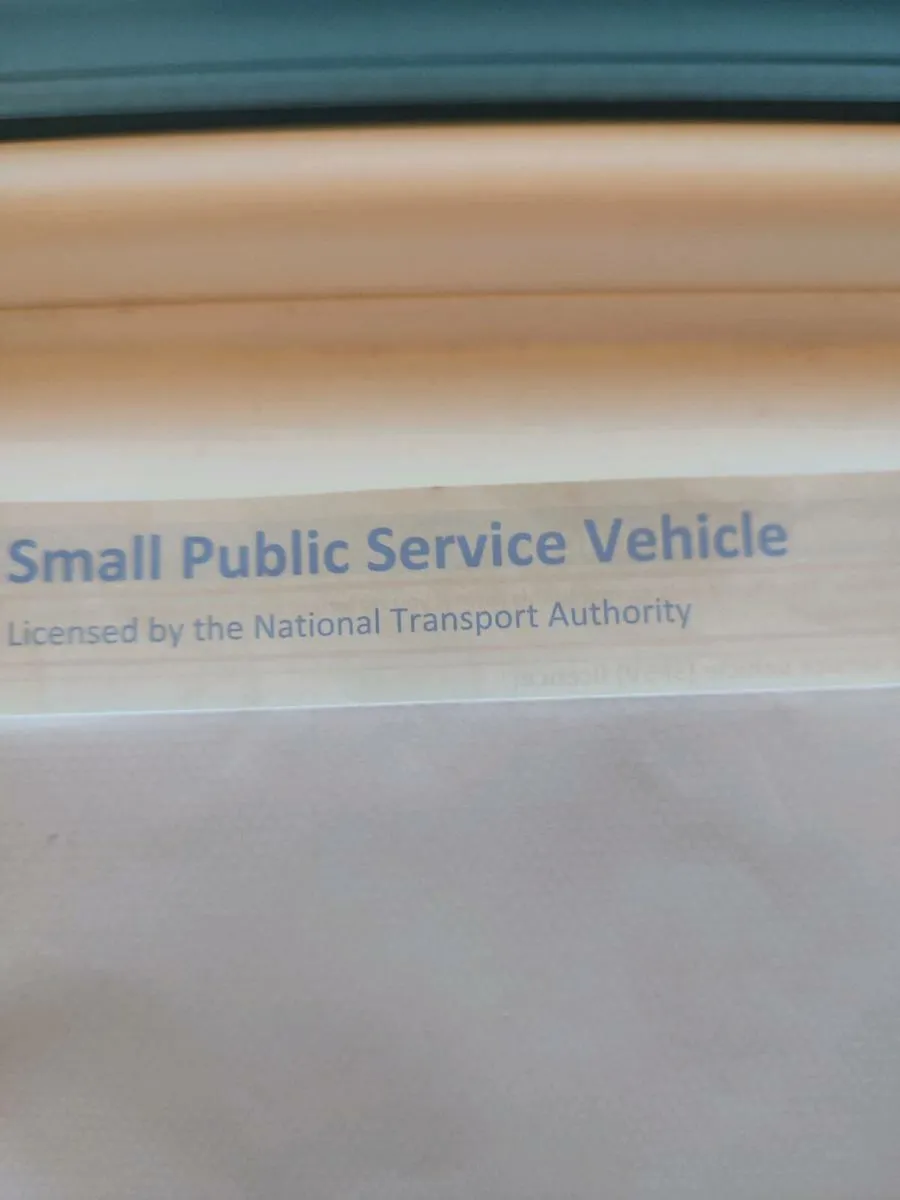 Small Public Service Vehicle
Licensed by the National Transport Authority